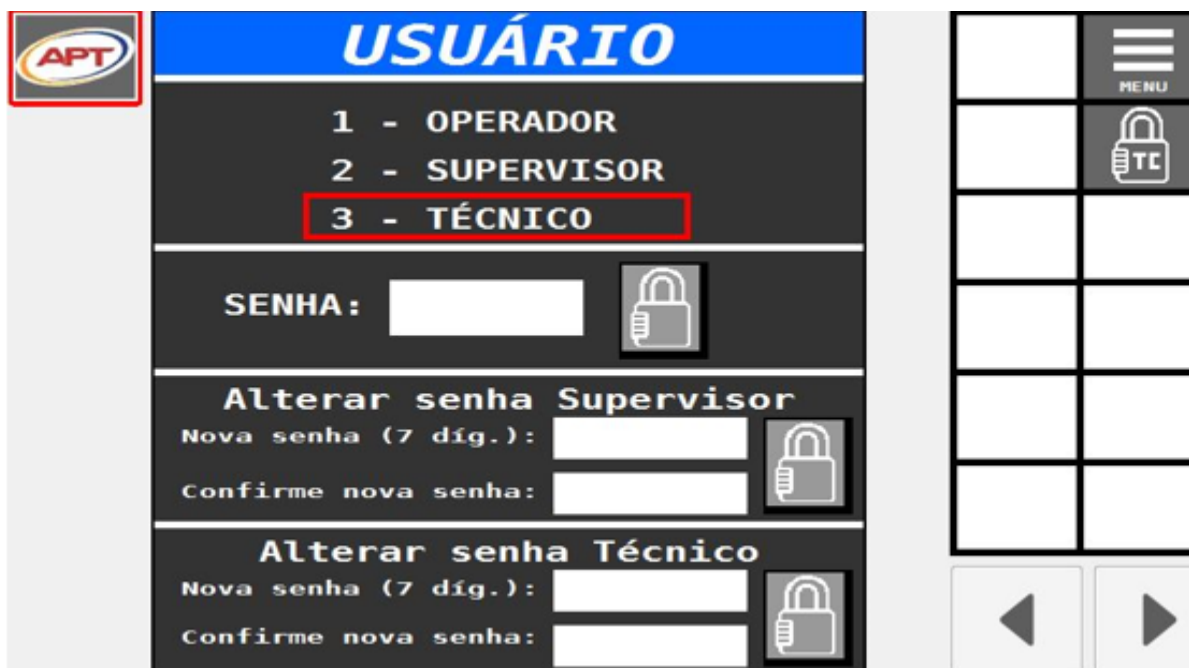 APT
USUÁRIO
MENU
1 - OPERADOR
2 - SUPERVISOR
TC
3 - TÉCNICO
SENHA:
Alterar senha Supervisor
Nova senha (7 díg.):
Confirme nova senha:
Alterar senha Técnico
Nova senha (7 díg.):
Confirme nova senha: